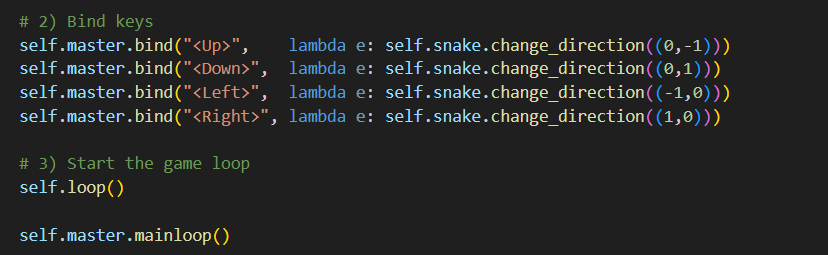 # 2) Bind keys
self.master.bind("<Up>",    lambda e: self.snake.change_direction((0,-1)))
self.master.bind("<Down>",  lambda e: self.snake.change_direction((0,1)))
self.master.bind("<Left>",  lambda e: self.snake.change_direction((-1,0)))
self.master.bind("<Right>", lambda e: self.snake.change_direction((1,0)))
# 3) Start the game loop
self.loop()
self.master.mainloop()